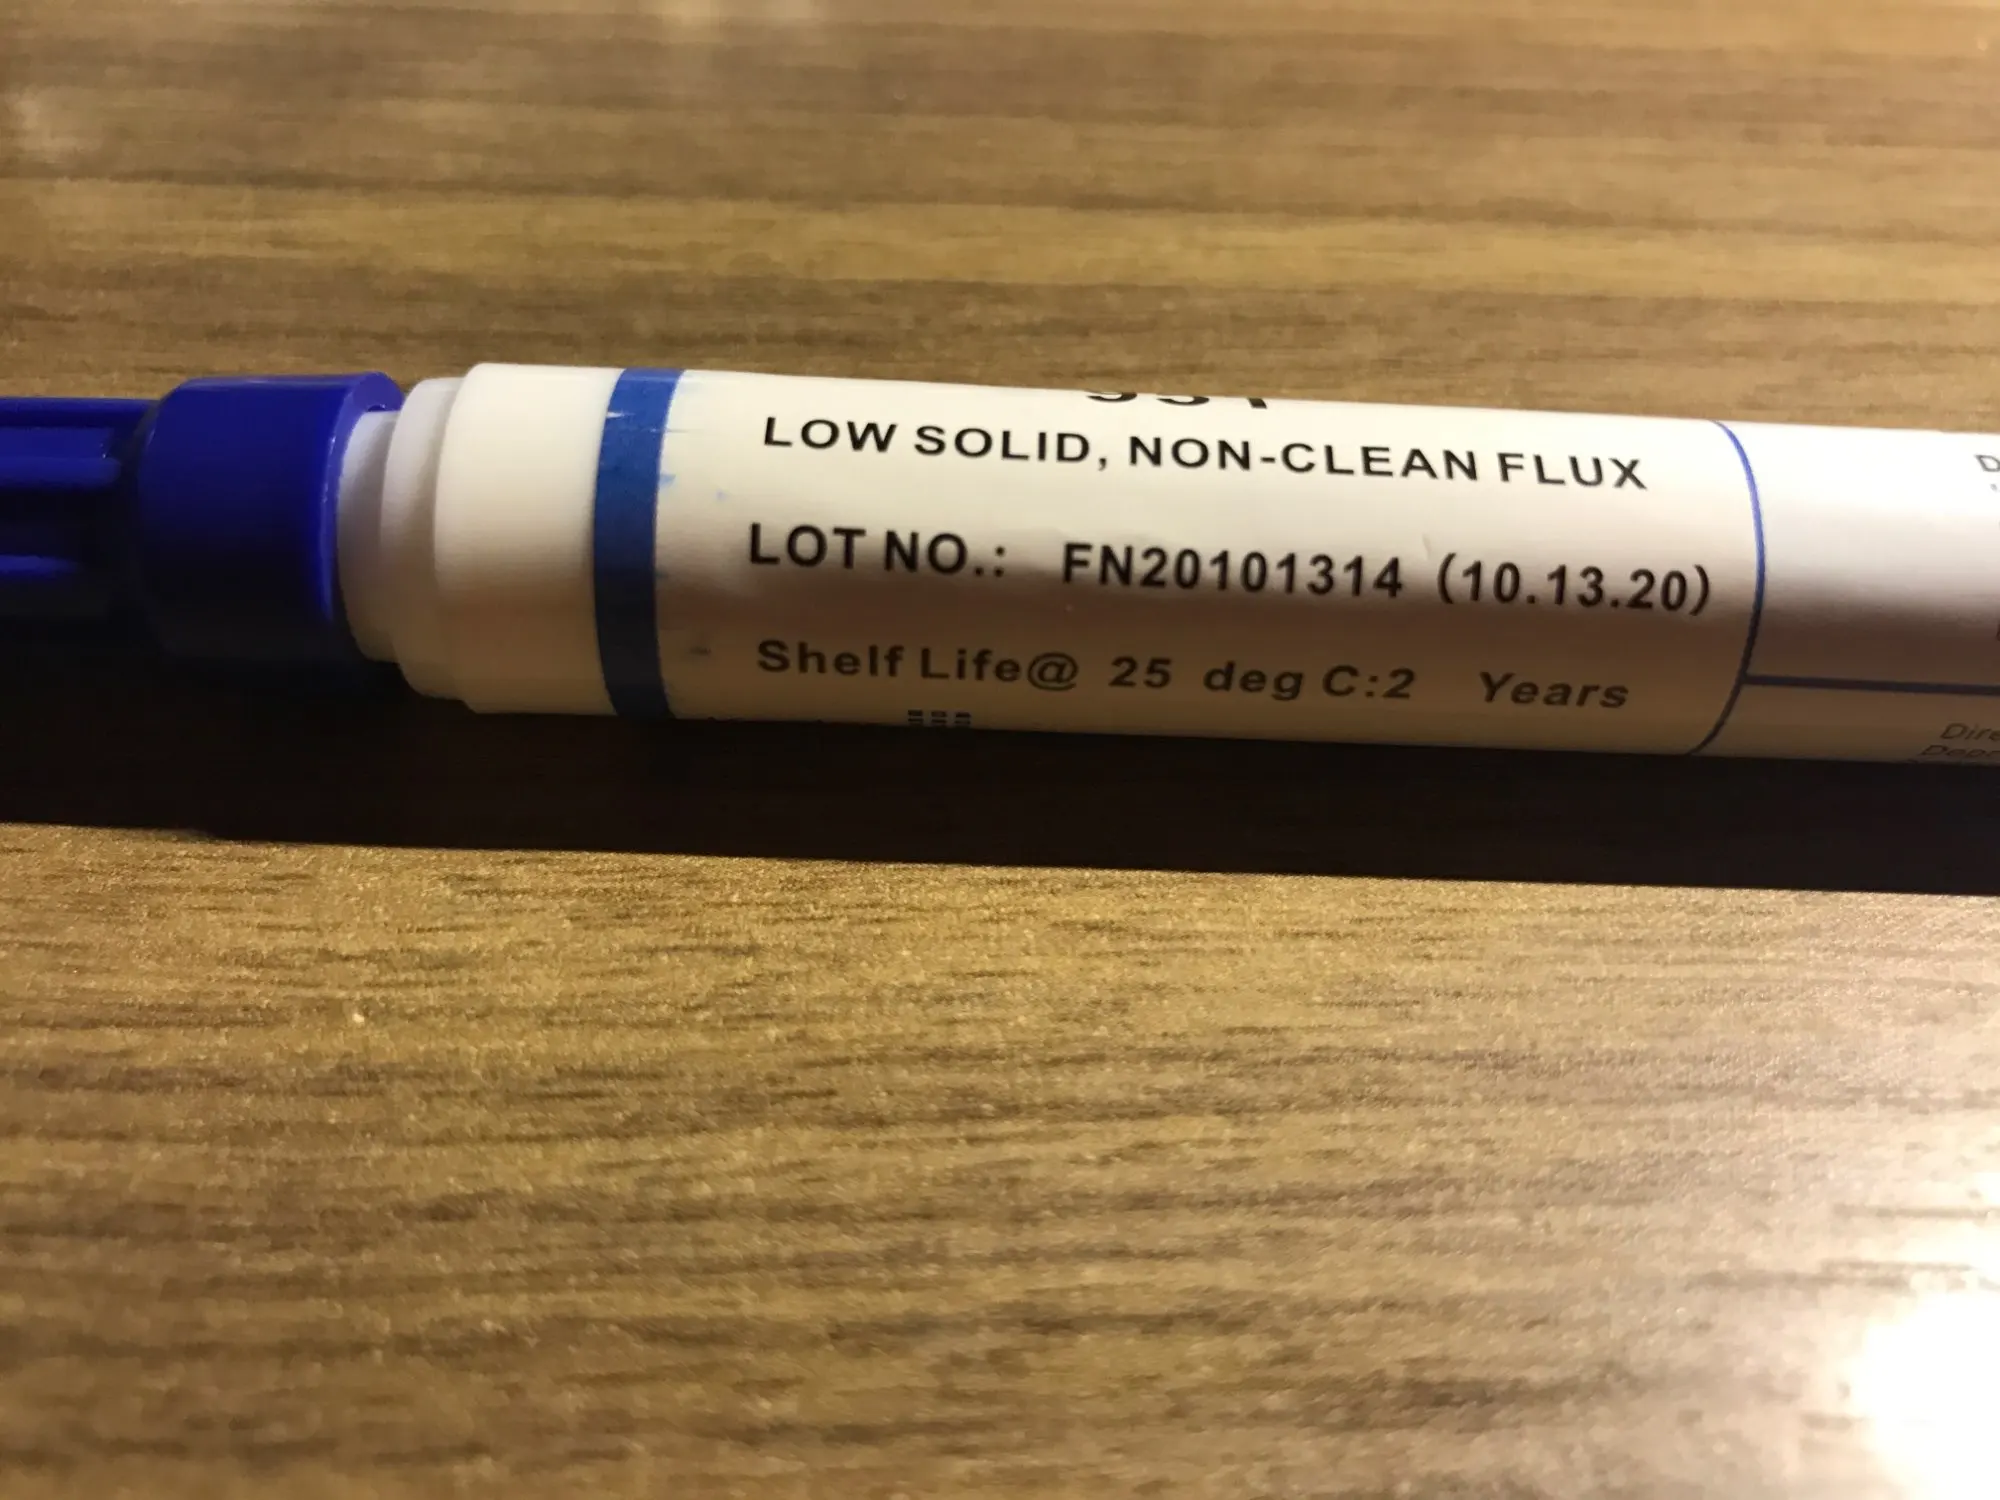 LOW SOLID, NON-CLEAN FLUX
LOT NO.: FN20101314 (10.13.20)
Shelf Life@ 25 deg C:2 Years